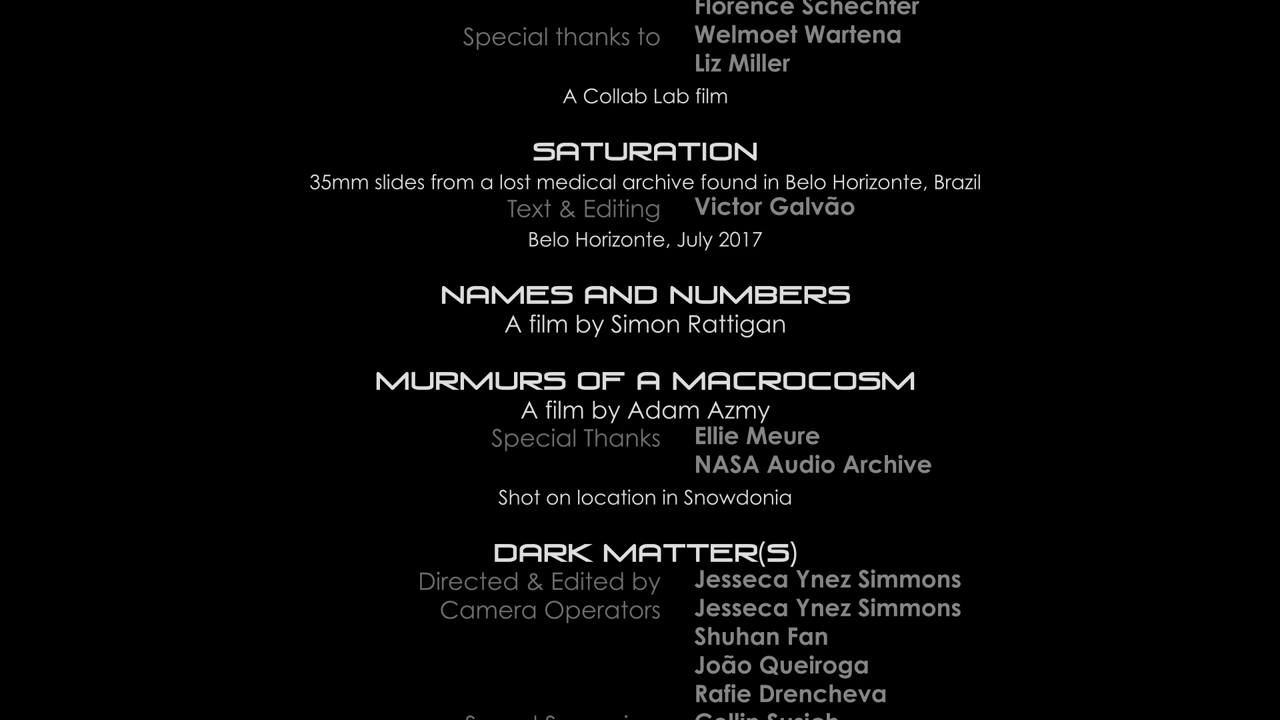 Florence Schechter
Special thanks to Welmoet Wartena
Liz Miller
A Collab Lab film
SATURATION
35mm slides from a lost medical archive found in Belo Horizonte, Brazil
Text & Editing Victor Galvão
Belo Horizonte, July 2017
NAMES AND NUMBERS
A film by Simon Rattigan
MURMURS OF A MACROCOSM
A film by Adam Azmy
Special Thanks Ellie Meure
NASA Audio Archive
Shot on location in Snowdonia
DARK MATTER(S)
Directed & Edited by Jesseca Ynez Simmons
Camera Operators Jesseca Ynez Simmons
Shuhan Fan
João Queiroga
Rafie Drencheva